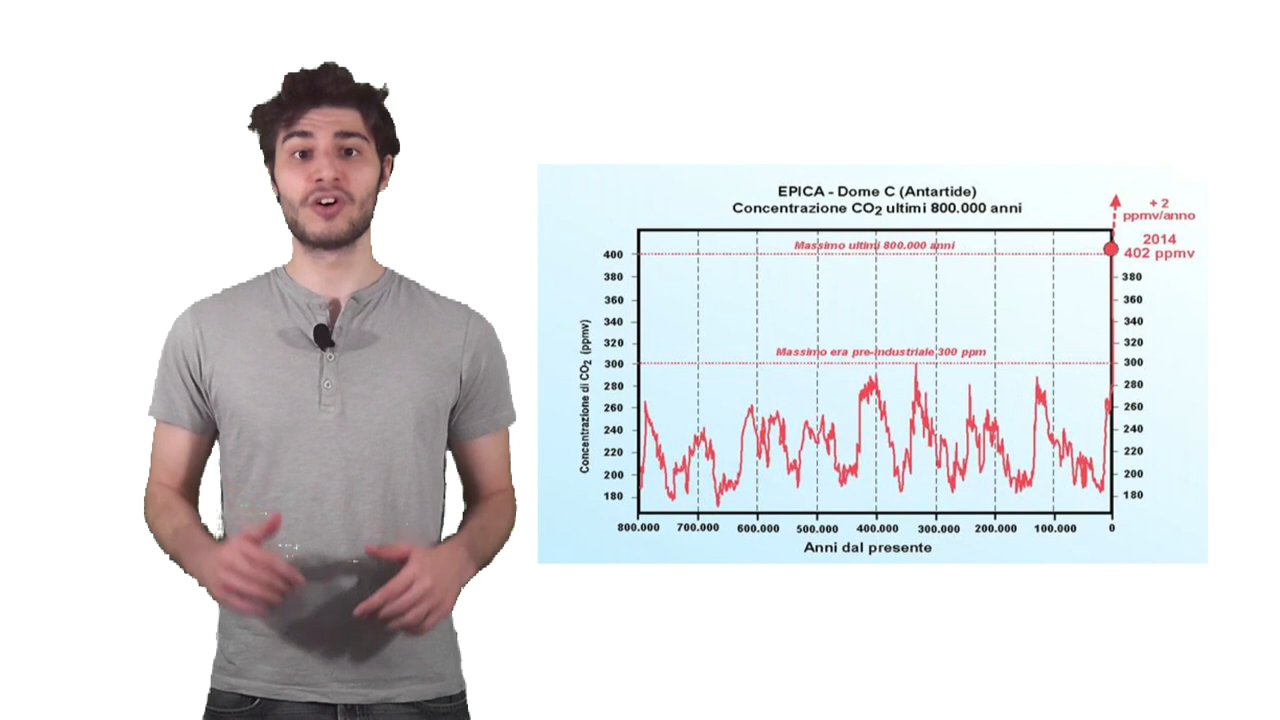 EPICA - Dome C (Antartide)
Concentrazione CO2 ultimi 800.000 anni
+ 2
ppmv/anno
2014
402 ppmv
Massimo ultimi 800.000 anni
Massimo era pre-industriale 300 ppm
Concentrazione di CO2 (ppmv)
400
380
360
340
320
300
280
260
240
220
200
180
380
360
340
320
300
280
260
240
220
200
180
800.000 700.000 600.000 500.000 400.000 300.000 200.000 100.000 0
Anni dal presente